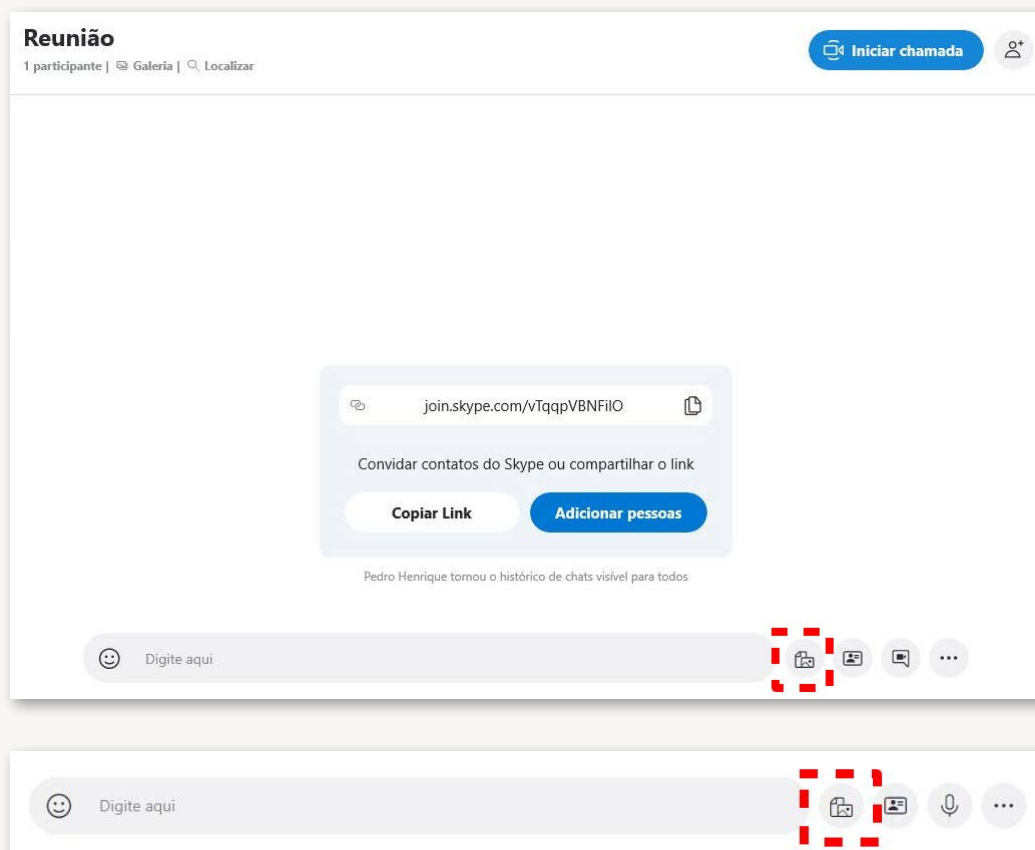 Reunião
1 participante | Galeria | Localizar
Iniciar chamada
join.skype.com/vTqqpVBNFilO
Convidar contatos do Skype ou compartilhar o link
Copiar Link
Adicionar pessoas
Pedro Henrique tornou o histórico de chats visível para todos
Digite aqui
Digite aqui